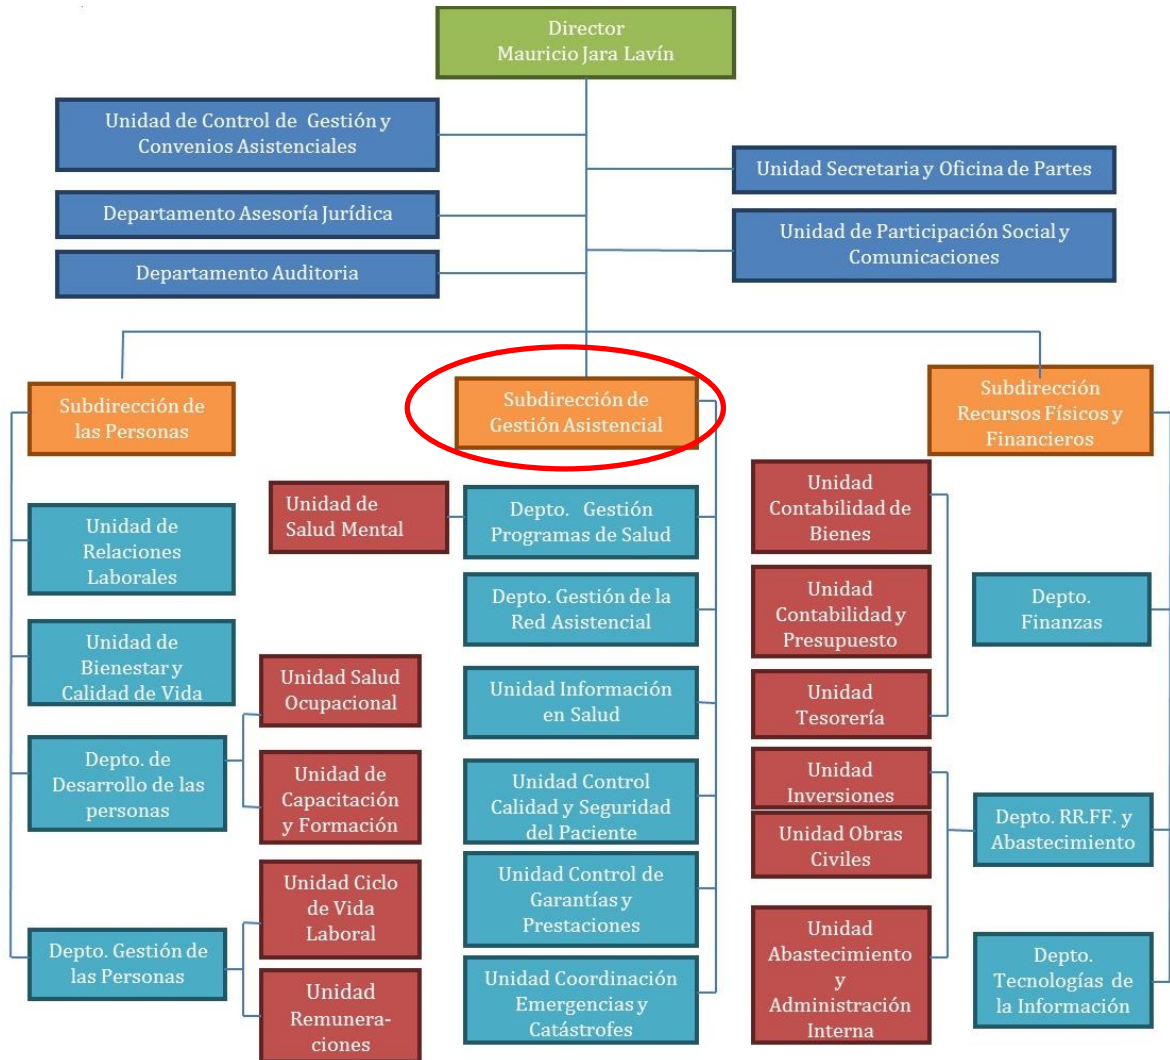 Director
Mauricio Jara Lavín
Unidad de Control de Gestión y
Convenios Asistenciales
Unidad Secretaria y Oficina de Partes
Departamento Asesoría Jurídica
Unidad de Participación Social y
Comunicaciones
Departamento Auditoria
Subdirección de
las Personas
Subdirección de
Gestión Asistencial
Subdirección
Recursos Físicos y
Financieros
Unidad de
Relaciones
Laborales
Unidad de
Bienestar y
Calidad de Vida
Depto. de
Desarrollo de las
personas
Unidad Salud
Ocupacional
Unidad de
Capacitación
y Formación
Depto. Gestión de
las Personas
Unidad Ciclo
de Vida
Laboral
Unidad
Remunera-
ciones
Unidad de
Salud Mental
Depto. Gestión
Programas de Salud
Depto. Gestión de la
Red Asistencial
Unidad Información
en Salud
Unidad Control
Calidad y Seguridad
del Paciente
Unidad Control de
Garantías y
Prestaciones
Unidad Coordinación
Emergencias y
Catástrofes
Unidad
Contabilidad de
Bienes
Unidad
Contabilidad y
Presupuesto
Unidad
Tesorería
Depto.
Finanzas
Unidad
Inversiones
Unidad Obras
Civiles
Unidad
Abastecimiento
y
Administración
Interna
Depto. RR.FF. y
Abastecimiento
Depto.
Tecnologías de
la Información